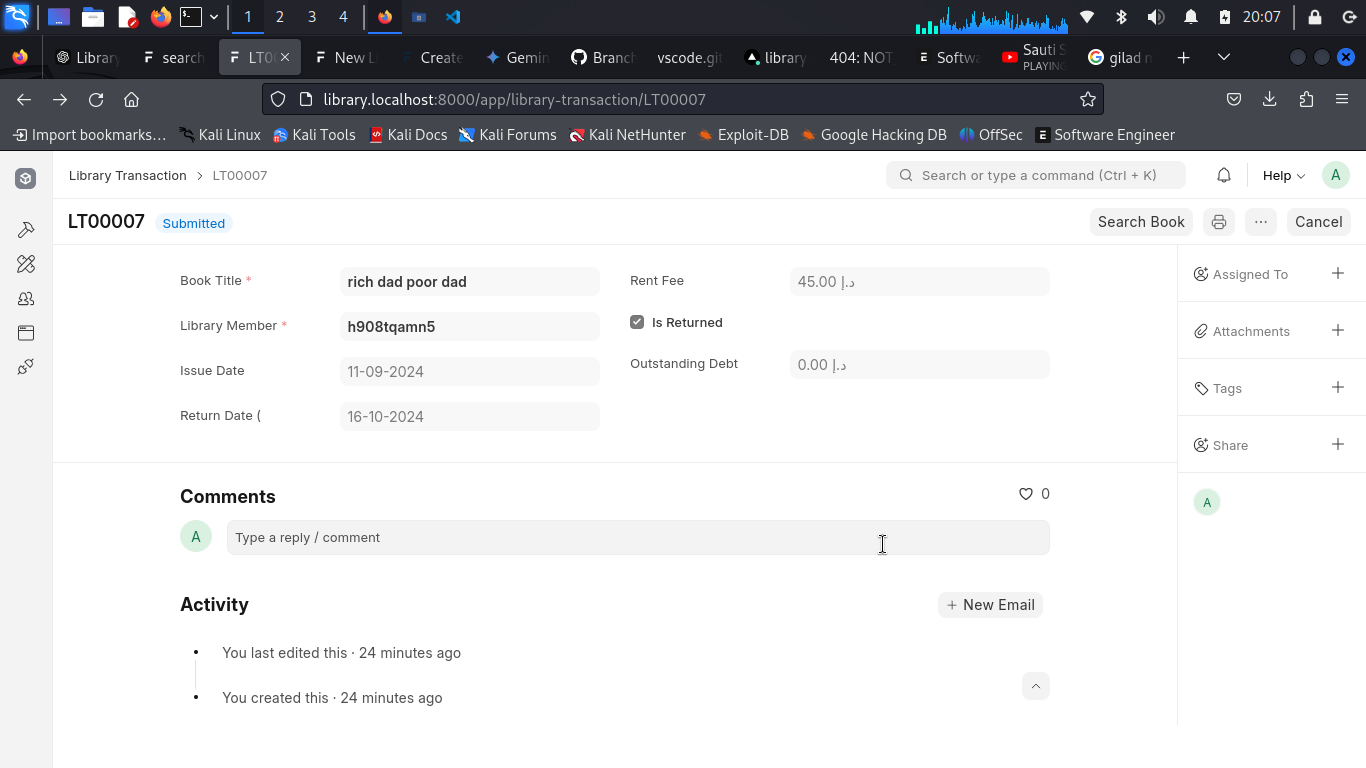 1 2 3 4 20:07
Library search LT00 New L Create Gemin Branch vscode.git library 404: NOT Softwa Sauti S gilad n
PLAYING
library.localhost:8000/app/library-transaction/LT00007
Import bookmarks... Kali Linux Kali Tools Kali Docs Kali Forums Kali NetHunter Exploit-DB Google Hacking DB OffSec Software Engineer
Library Transaction > LT00007 Search or type a command (Ctrl + K) Help A
LT00007 Submitted Search Book ... Cancel
Book Title * rich dad poor dad
Library Member * h908tqamn5
Issue Date 11-09-2024
Return Date ( 16-10-2024
Rent Fee 45.00 د.إ
Is Returned
Outstanding Debt 0.00 د.إ
Assigned To +
Attachments +
Tags +
Share +
A
Comments 0
A Type a reply / comment
Activity + New Email
• You last edited this · 24 minutes ago
• You created this · 24 minutes ago